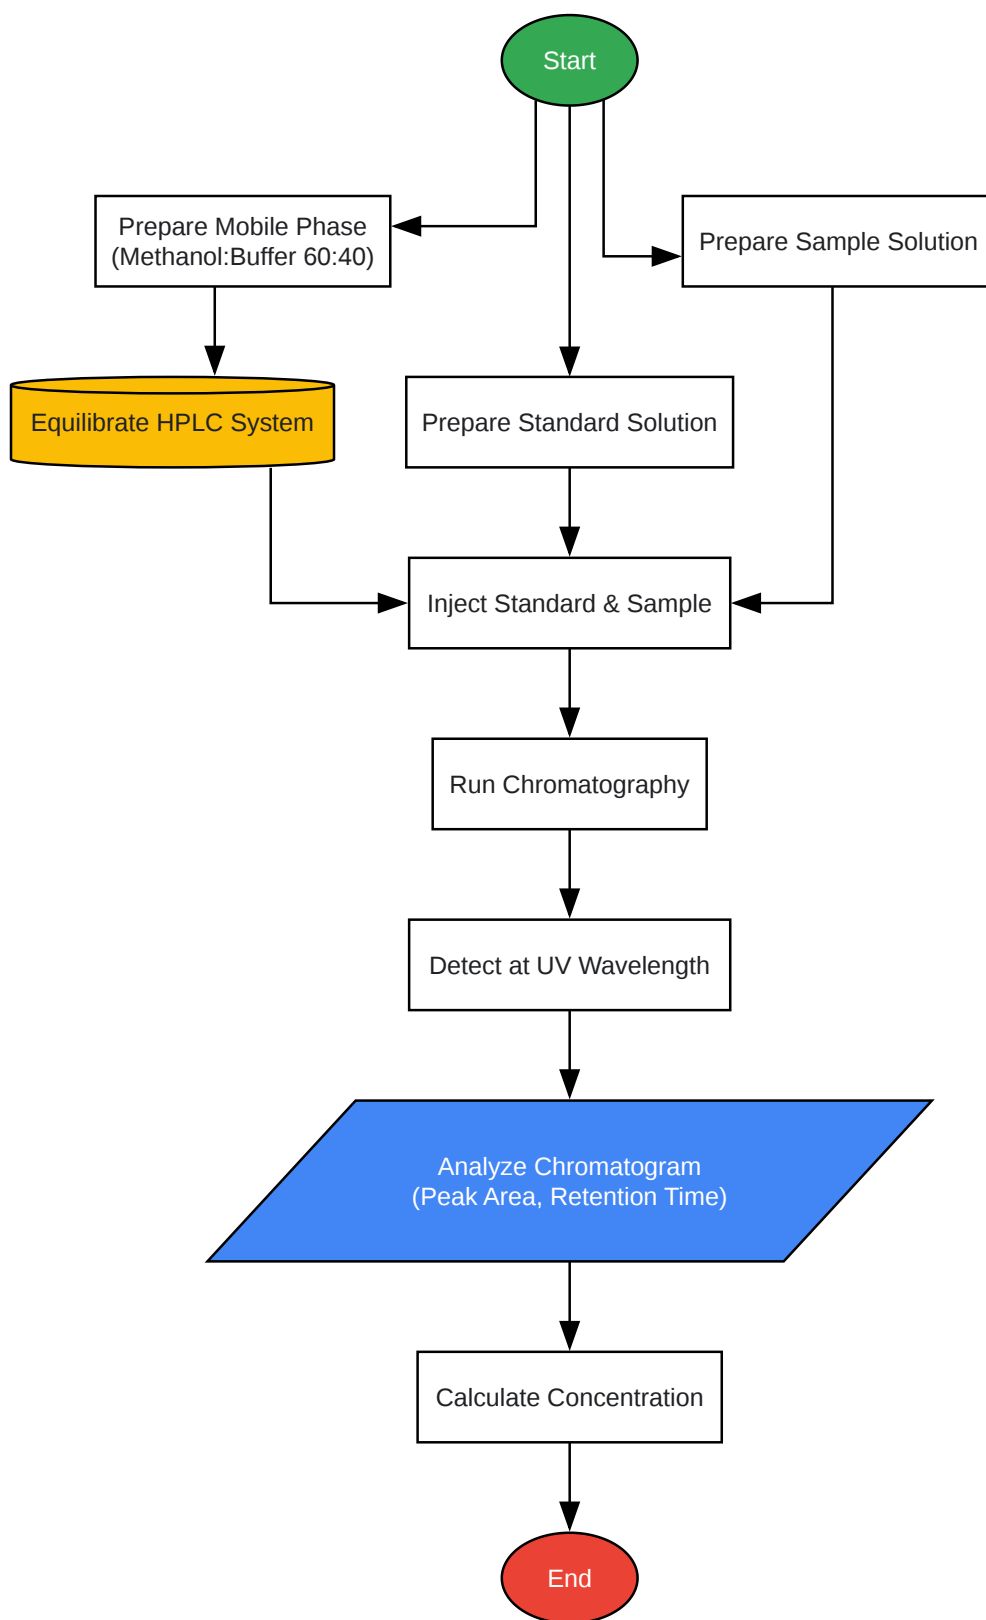 Start
Prepare Mobile Phase
(Methanol:Buffer 60:40)
Prepare Sample Solution
Equilibrate HPLC System
Prepare Standard Solution
Inject Standard & Sample
Run Chromatography
Detect at UV Wavelength
Analyze Chromatogram
(Peak Area, Retention Time)
Calculate Concentration
End